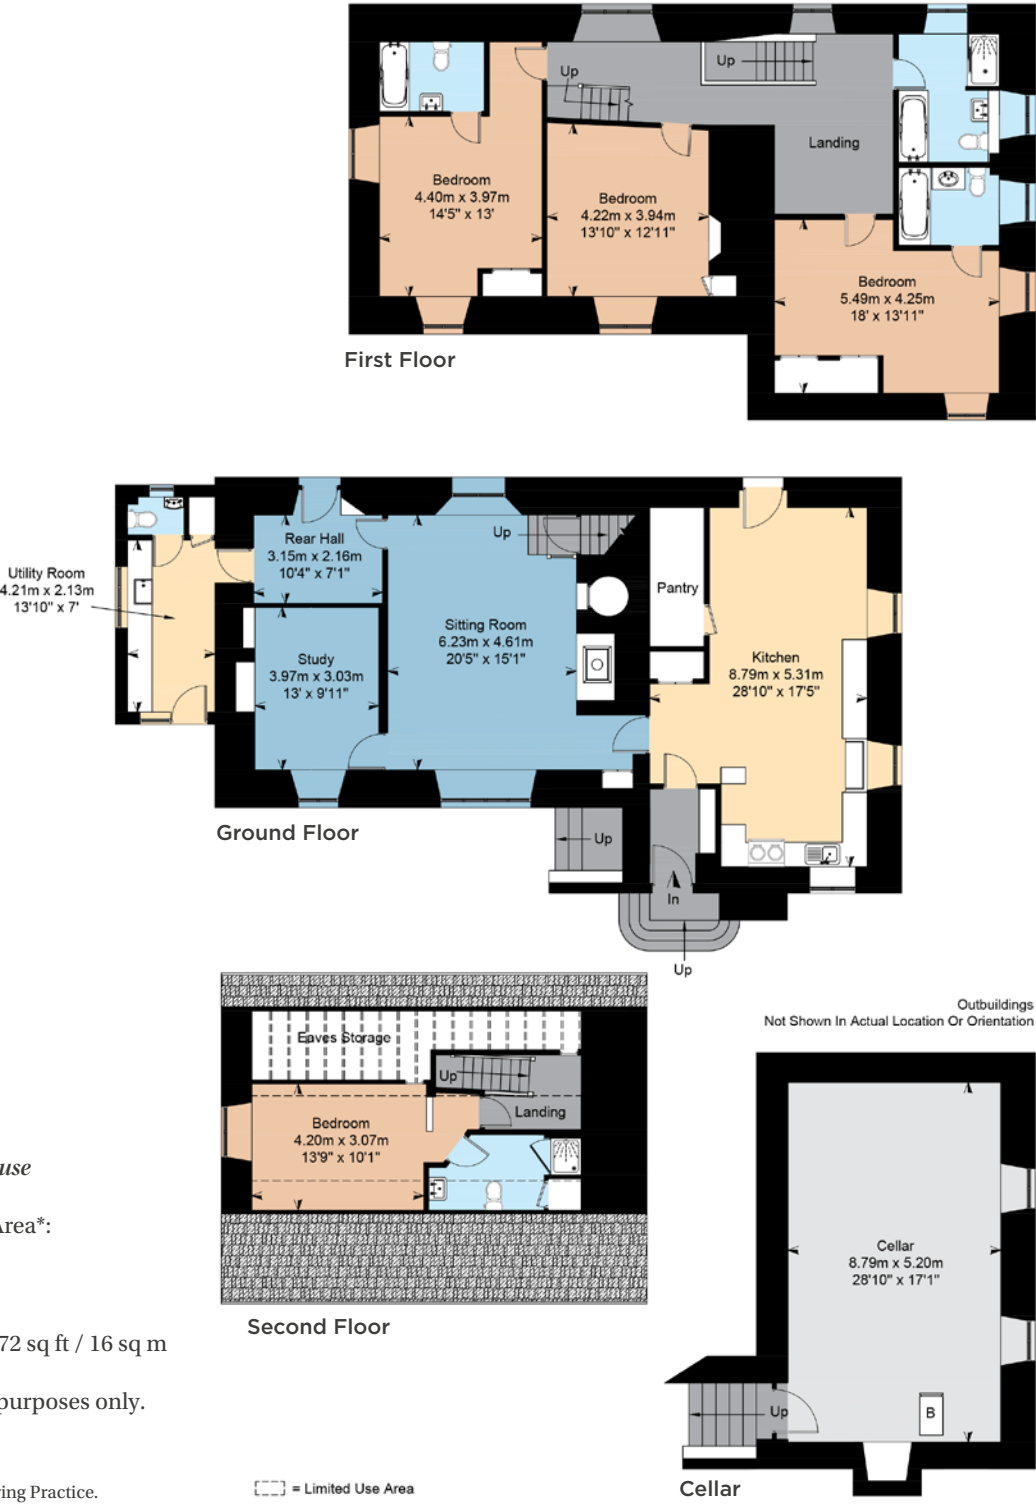 Up
Up
Landing
Bedroom
4.40m x 3.97m
14'5" x 13'
Bedroom
4.22m x 3.94m
13'10" x 12'11"
Bedroom
5.49m x 4.25m
18' x 13'11"
First Floor
Utility Room
4.21m x 2.13m
13'10" x 7'
Rear Hall
3.15m x 2.16m
10'4" x 7'1"
Up
Pantry
Study
3.97m x 3.03m
13' x 9'11"
Sitting Room
6.23m x 4.61m
20'5" x 15'1"
Kitchen
8.79m x 5.31m
28'10" x 17'5"
Ground Floor
Up
In
Up
Outbuildings
Not Shown In Actual Location Or Orientation
Eaves Storage
Up
Landing
Bedroom
4.20m x 3.07m
13'9" x 10'1"
Second Floor
Cellar
8.79m x 5.20m
28'10" x 17'1"
Up
B
Cellar
use
Area*:
72 sq ft / 16 sq m
purposes only.
ring Practice.
= Limited Use Area